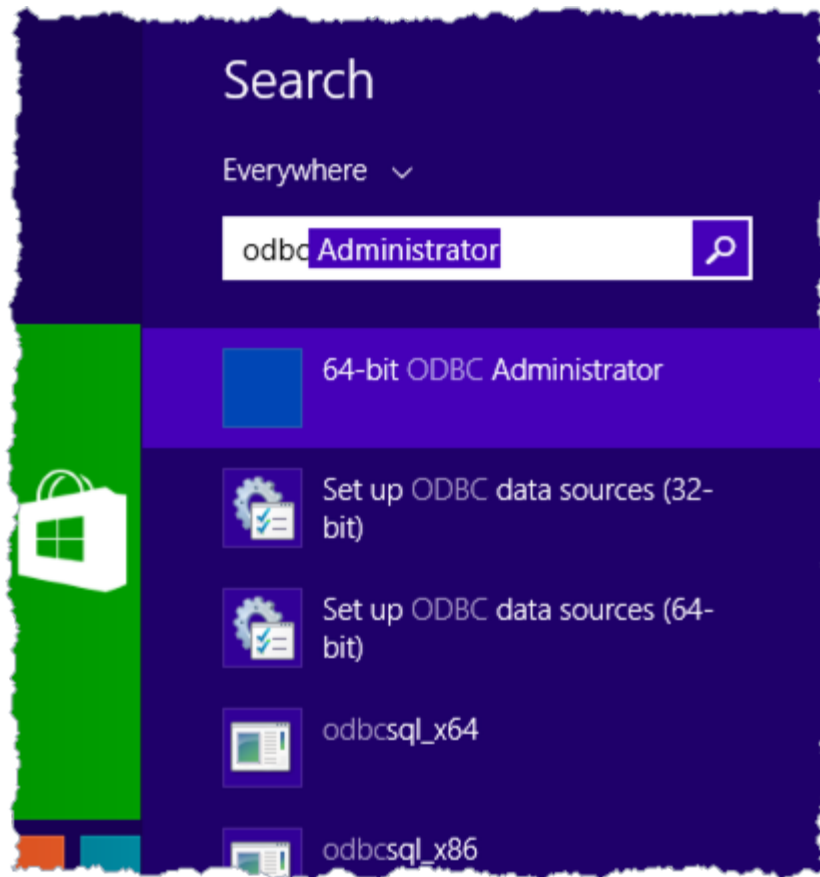 Search
Everywhere
odbc Administrator
64-bit ODBC Administrator
Set up ODBC data sources (32-
bit)
Set up ODBC data sources (64-
bit)
odbcsql_x64
odbcsql_x86